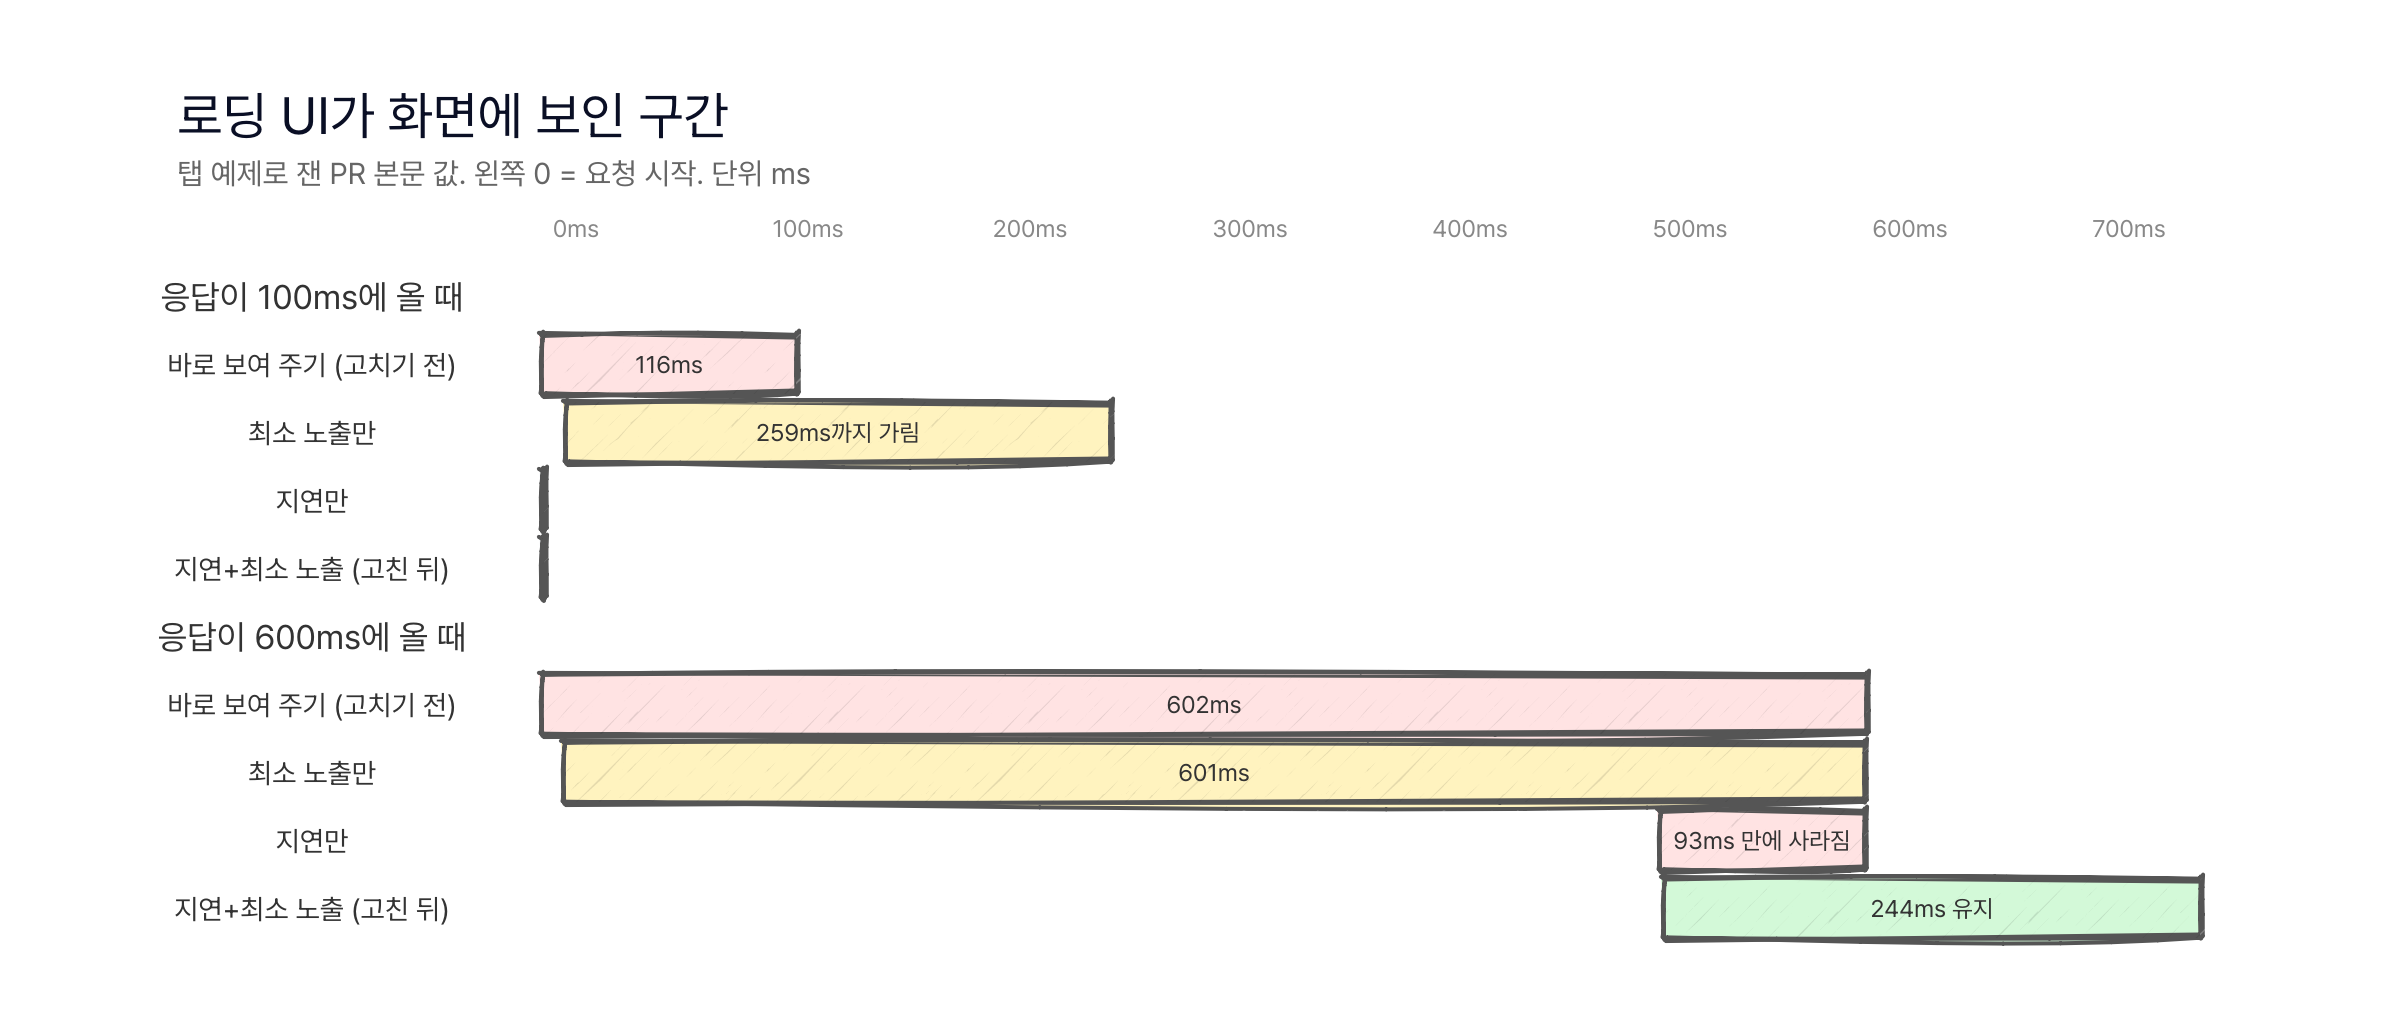 로딩 UI가 화면에 보인 구간
탭 예제로 잰 PR 본문 값. 왼쪽 0 = 요청 시작. 단위 ms
0ms 100ms 200ms 300ms 400ms 500ms 600ms 700ms
응답이 100ms에 올 때
바로 보여 주기 (고치기 전) 116ms
최소 노출만 259ms까지 가림
지연만
지연+최소 노출 (고친 뒤)
응답이 600ms에 올 때
바로 보여 주기 (고치기 전) 602ms
최소 노출만 601ms
지연만 93ms 만에 사라짐
지연+최소 노출 (고친 뒤) 244ms 유지